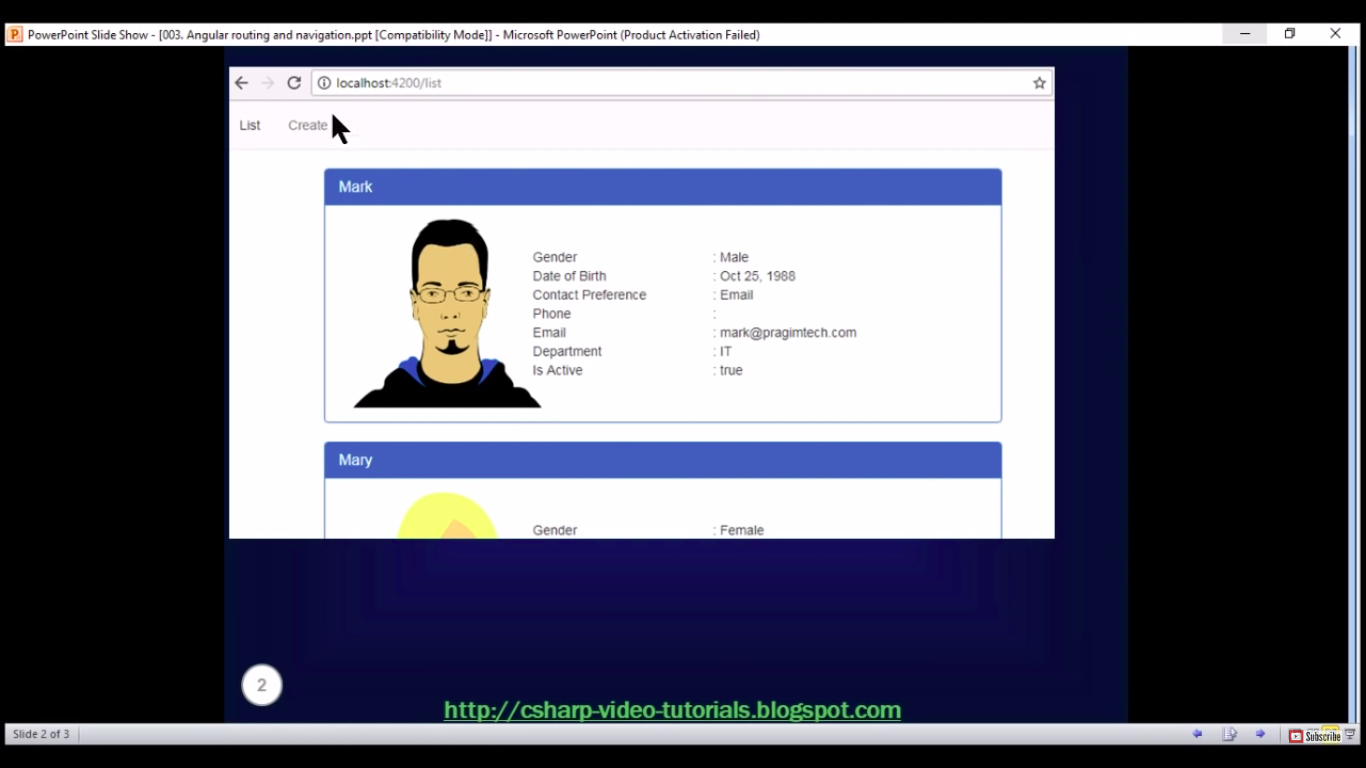 PowerPoint Slide Show - [003. Angular routing and navigation.ppt [Compatibility Mode]] - Microsoft PowerPoint (Product Activation Failed)
localhost:4200/list
List Create
Mark
Gender : Male
Date of Birth : Oct 25, 1988
Contact Preference : Email
Phone :
Email : mark@pragimtech.com
Department : IT
Is Active : true
Mary
Gender : Female
2
http://csharp-video-tutorials.blogspot.com
Slide 2 of 3
Subscribe